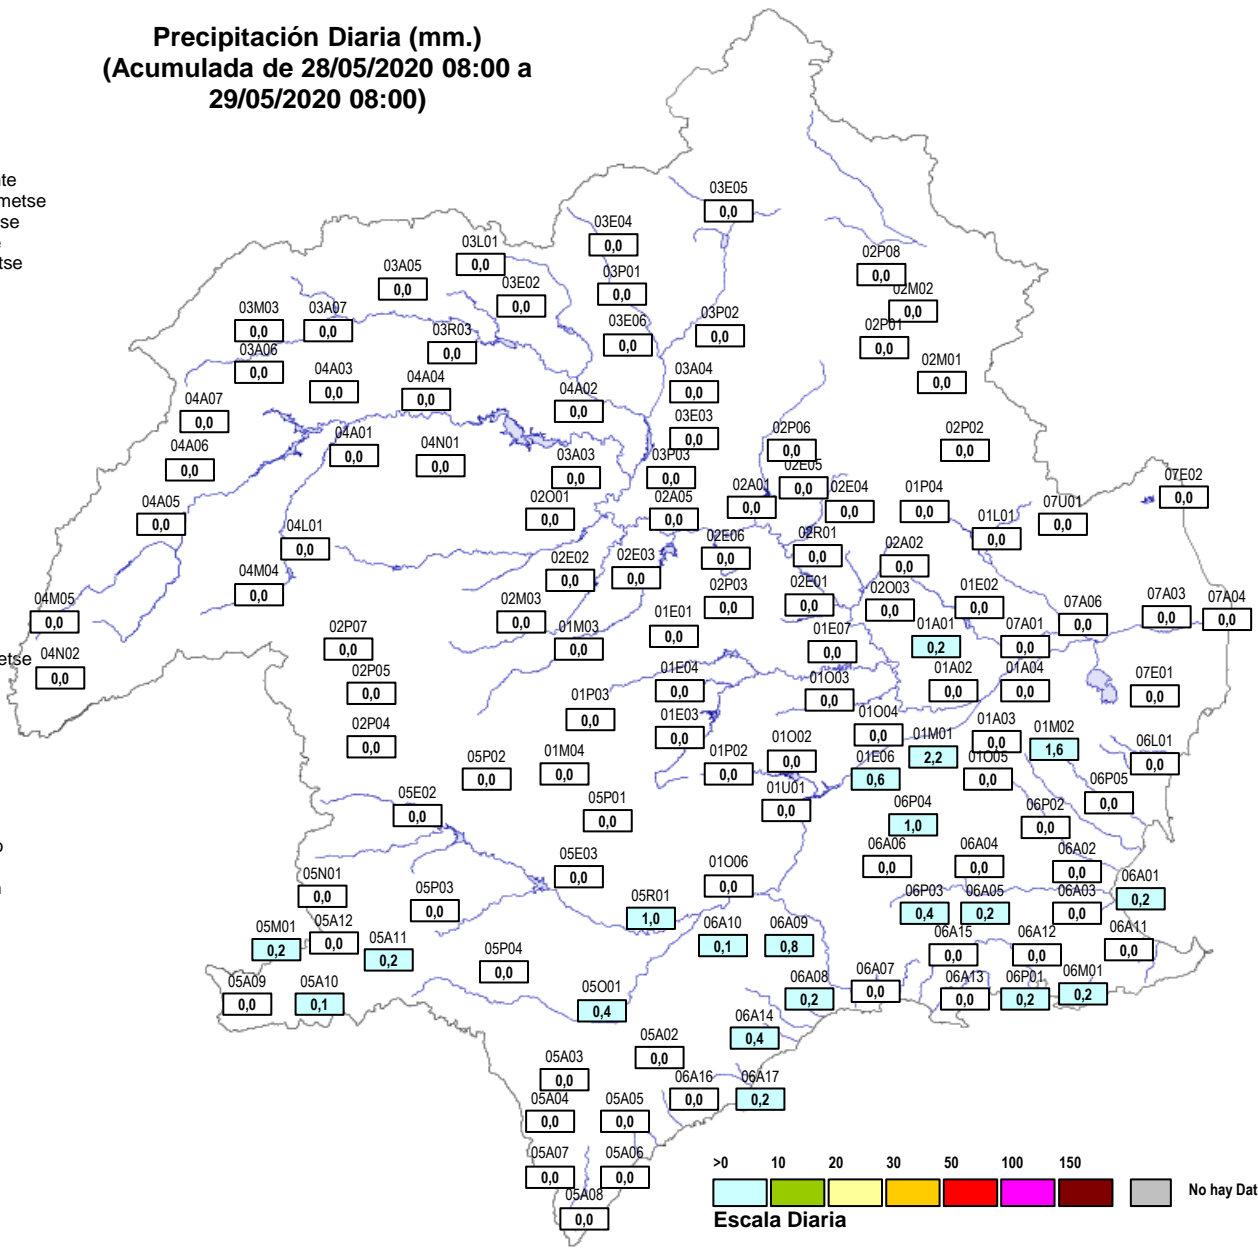 Precipitación Diaria (mm.)
(Acumulada de 28/05/2020 08:00 a
29/05/2020 08:00)
te
metse
se
tse
etse
03E05
0,0
03E04
0,0
03L01
0,0
02P08
0,0
03A05
0,0
03P01
0,0
03E02
0,0
02M02
0,0
03M03
0,0
03A07
0,0
03P02
0,0
03E06
0,0
03R03
0,0
02P01
0,0
03A06
0,0
02M01
0,0
04A03
0,0
04A04
0,0
03A04
0,0
04A02
0,0
04A07
0,0
03E03
0,0
02P06
0,0
02P02
0,0
04A01
0,0
04A06
0,0
04N01
0,0
03A03
0,0
03P03
0,0
02E05
0,0
07E02
0,0
02A01
0,0
02E04
0,0
01P04
0,0
04A05
0,0
02O01
0,0
02A05
0,0
07U01
0,0
01L01
0,0
04L01
0,0
02E06
0,0
02R01
0,0
02A02
0,0
02E02
0,0
02E03
0,0
04M04
0,0
02P03
0,0
02E01
0,0
02O03
0,0
01E02
0,0
04M05
0,0
02M03
0,0
07A06
0,0
07A03
0,0
07A04
0,0
01E01
0,0
02P07
0,0
01M03
0,0
01E07
0,0
01A01
0,2
07A01
0,0
04N02
0,0
02P05
0,0
01E04
0,0
01O03
0,0
01A02
0,0
01A04
0,0
07E01
0,0
01P03
0,0
02P04
0,0
01E03
0,0
01O04
0,0
01A03
0,0
01M02
1,6
01M01
2,2
01O02
0,0
06L01
0,0
05P02
0,0
01M04
0,0
01P02
0,0
01E06
0,6
01O05
0,0
05E02
0,0
05P01
0,0
01U01
0,0
06P05
0,0
06P04
1,0
06P02
0,0
05E03
0,0
06A06
0,0
06A04
0,0
06A02
0,0
05N01
0,0
01O06
0,0
06A01
0,2
05P03
0,0
05R01
1,0
06P03
0,4
06A05
0,2
06A03
0,0
05M01
0,2
05A12
0,0
05A11
0,2
06A10
0,1
06A09
0,8
06A15
0,0
06A12
0,0
06A11
0,0
05P04
0,0
05A09
0,0
05A10
0,1
05O01
0,4
06A08
0,2
06A07
0,0
06A13
0,0
06P01
0,2
06M01
0,2
06A14
0,4
05A02
0,0
05A03
0,0
06A16
0,0
06A17
0,2
05A04
0,0
05A05
0,0
05A07
0,0
05A06
0,0
05A08
0,0
>0 10 20 30 50 100 150
No hay Dat
Escala Diaria